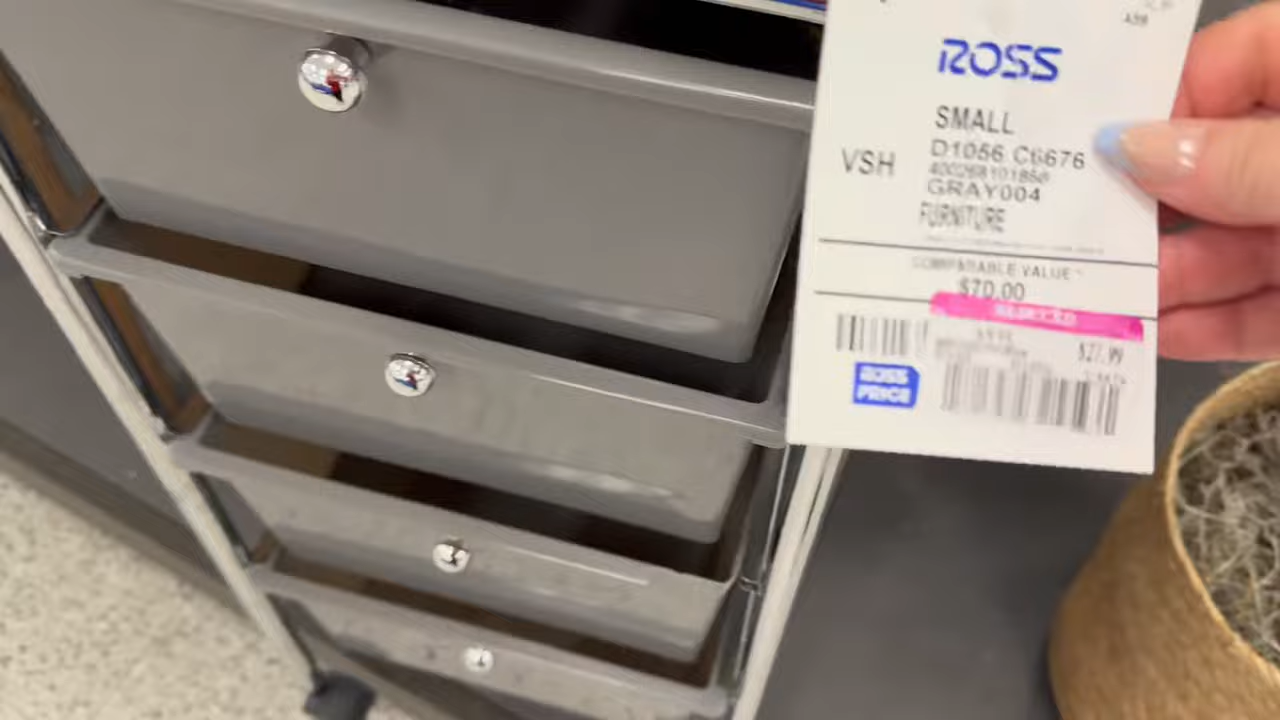 ROSS
SMALL
D1056 C6676
VSH
GRAY004
FURNITURE
COMPARABLE VALUE
$70.00
$27.99
ROSS
PRICE